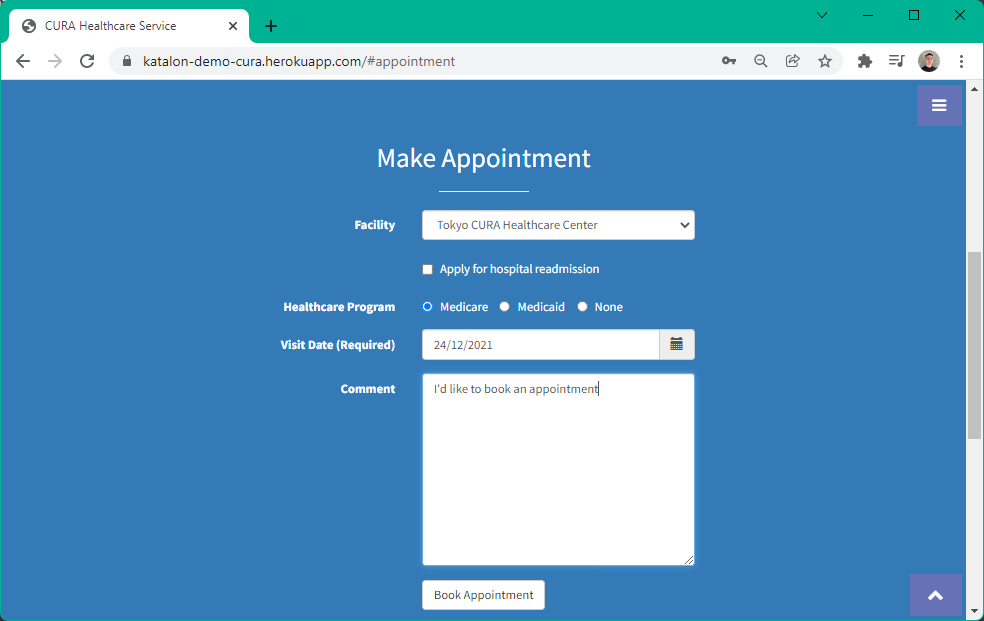 CURA Healthcare Service
katalon-demo-cura.herokuapp.com/#appointment
Make Appointment
Facility Tokyo CURA Healthcare Center
Apply for hospital readmission
Healthcare Program Medicare Medicaid None
Visit Date (Required) 24/12/2021
Comment I'd like to book an appointment
Book Appointment